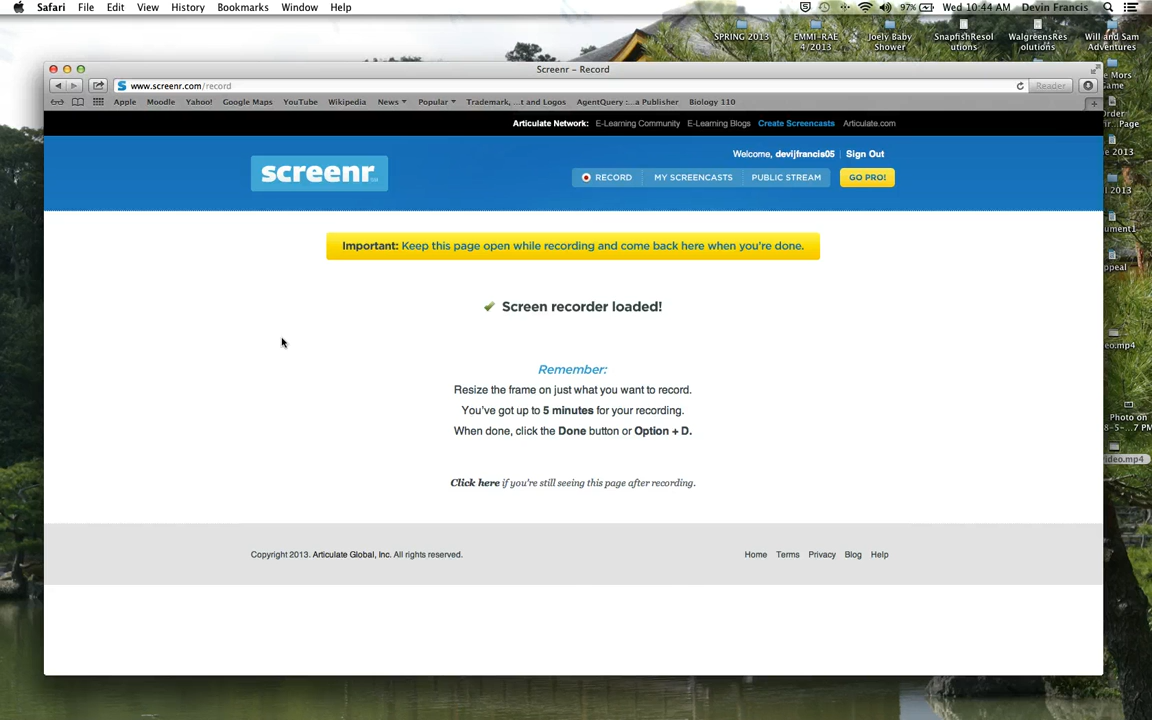 Safari File Edit View History Bookmarks Window Help 97% Wed 10:44 AM Devin Francis
SPRING 2013
EMMI-RAE 4/2013
Joely Baby Shower
SnapfishResolutions
WalgreensResolutions
Will and Sam Adventures
Screenr – Record
www.screenr.com/record
Reader
Apple Moodle Yahoo! Google Maps News YouTube Wikipedia Popular Trademark, ...t and Logos AgentQuery :...a Publisher Biology 110
Articulate Network: E-Learning Community E-Learning Blogs Create Screencasts Articulate.com
Welcome, devijfrancis05 | Sign Out
screenr
RECORD MY SCREENCASTS PUBLIC STREAM GO PRO!
Important: Keep this page open while recording and come back here when you're done.
Screen recorder loaded!
Remember:
Resize the frame on just what you want to record.
You've got up to 5 minutes for your recording.
When done, click the Done button or Option + D.
Click here if you're still seeing this page after recording.
Copyright 2013. Articulate Global, Inc. All rights reserved.
Home Terms Privacy Blog Help
Photo on
video.mp4